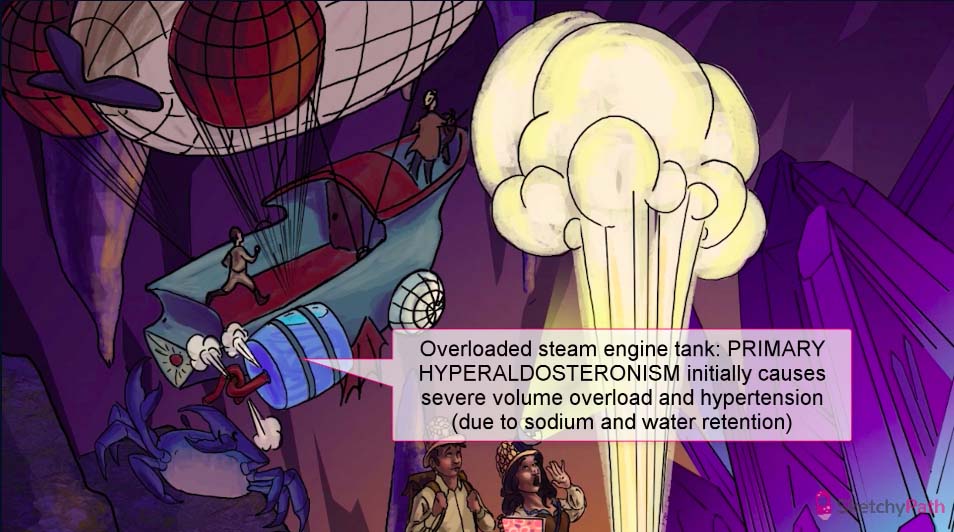 Overloaded steam engine tank: PRIMARY
HYPERALDOSTERONISM initially causes
severe volume overload and hypertension
(due to sodium and water retention)
SketchyPath